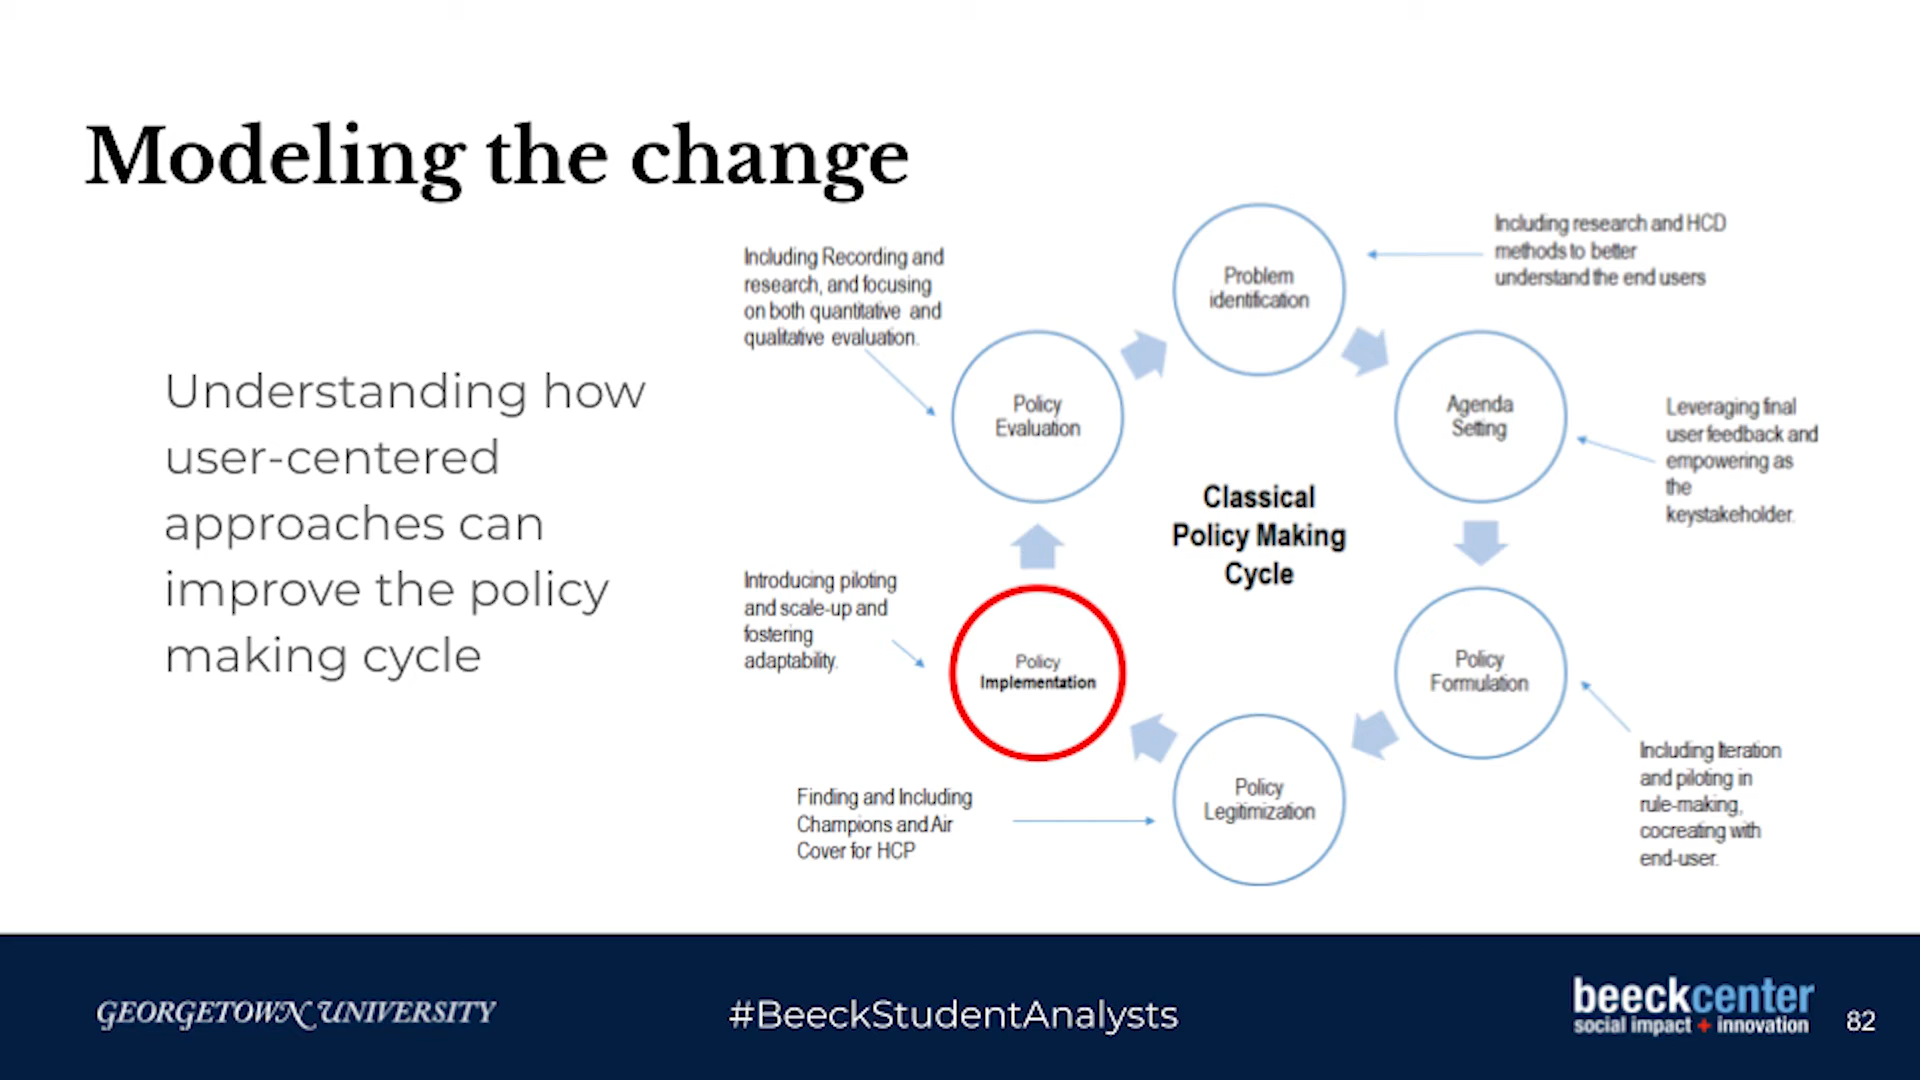 Modeling the change
Understanding how
user-centered
approaches can
improve the policy
making cycle
Including Recording and
research, and focusing
on both quantitative and
qualitative evaluation.
Problem
identification
Including research and HCD
methods to better
understand the end users
Policy
Evaluation
Agenda
Setting
Leveraging final
user feedback and
empowering as
the
keystakeholder.
Classical
Policy Making
Cycle
Introducing piloting
and scale-up and
fostering
adaptability.
Policy
Implementation
Policy
Formulation
Including Iteration
and piloting in
rule-making,
cocreating with
end-user.
Finding and Including
Champions and Air
Cover for HCP
Policy
Legitimization
GEORGETOWN UNIVERSITY
#BeeckStudentAnalysts
beeckcenter
social impact + innovation
82